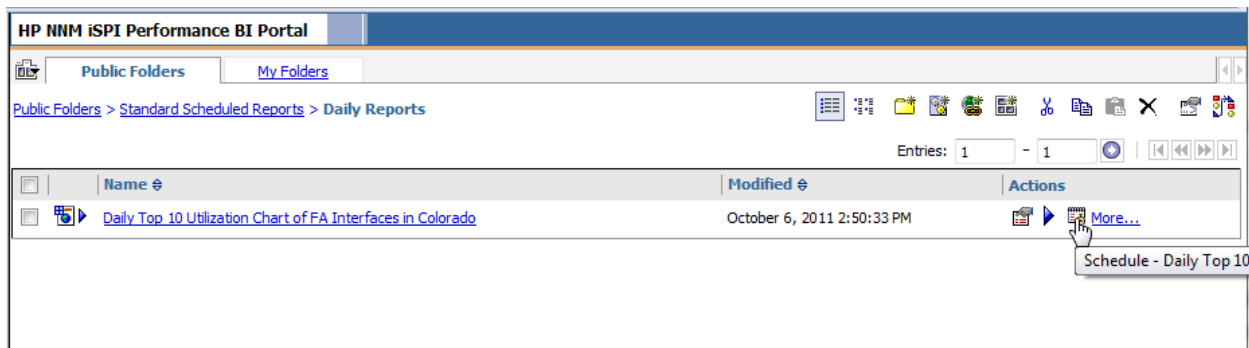 HP NNM iSPI Performance BI Portal
Public Folders My Folders
Public Folders > Standard Scheduled Reports > Daily Reports
Entries: 1 - 1
Name Modified Actions
Daily Top 10 Utilization Chart of FA Interfaces in Colorado October 6, 2011 2:50:33 PM More...
Schedule - Daily Top 10